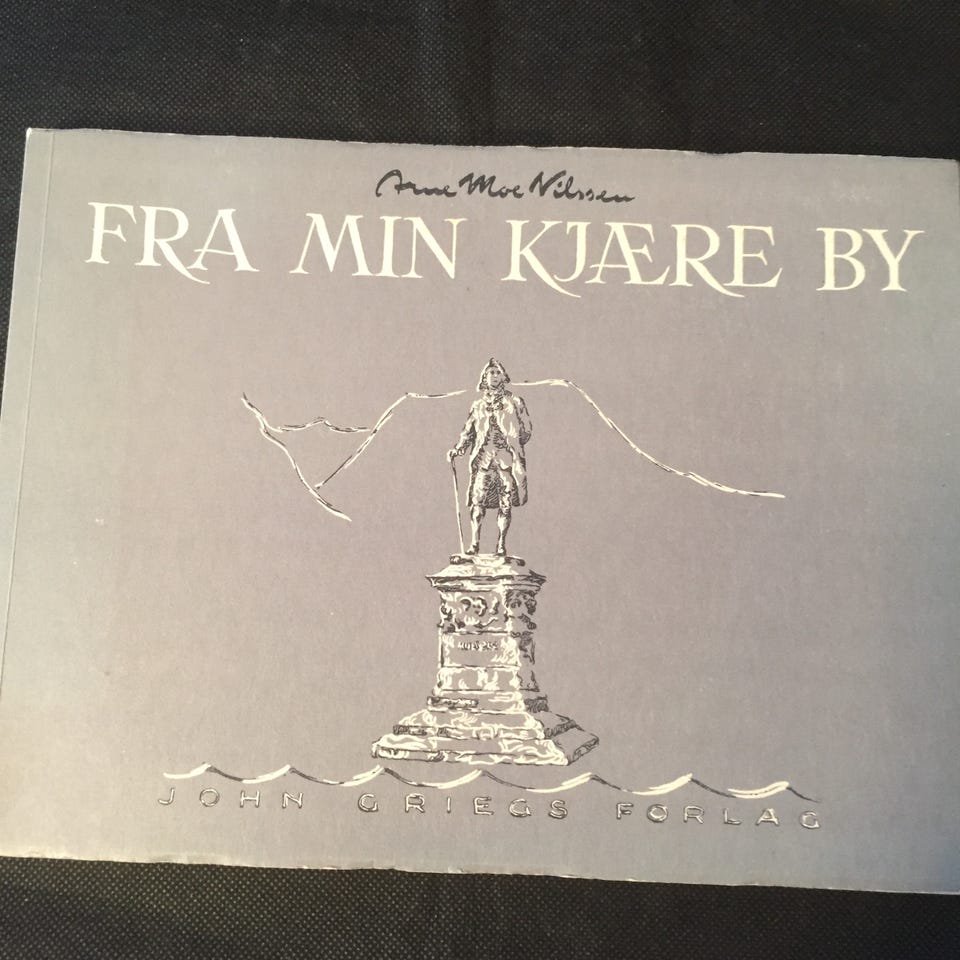 Arne Moe Nilssen
FRA MIN KJÆRE BY
JOHN GRIEGS FORLAG